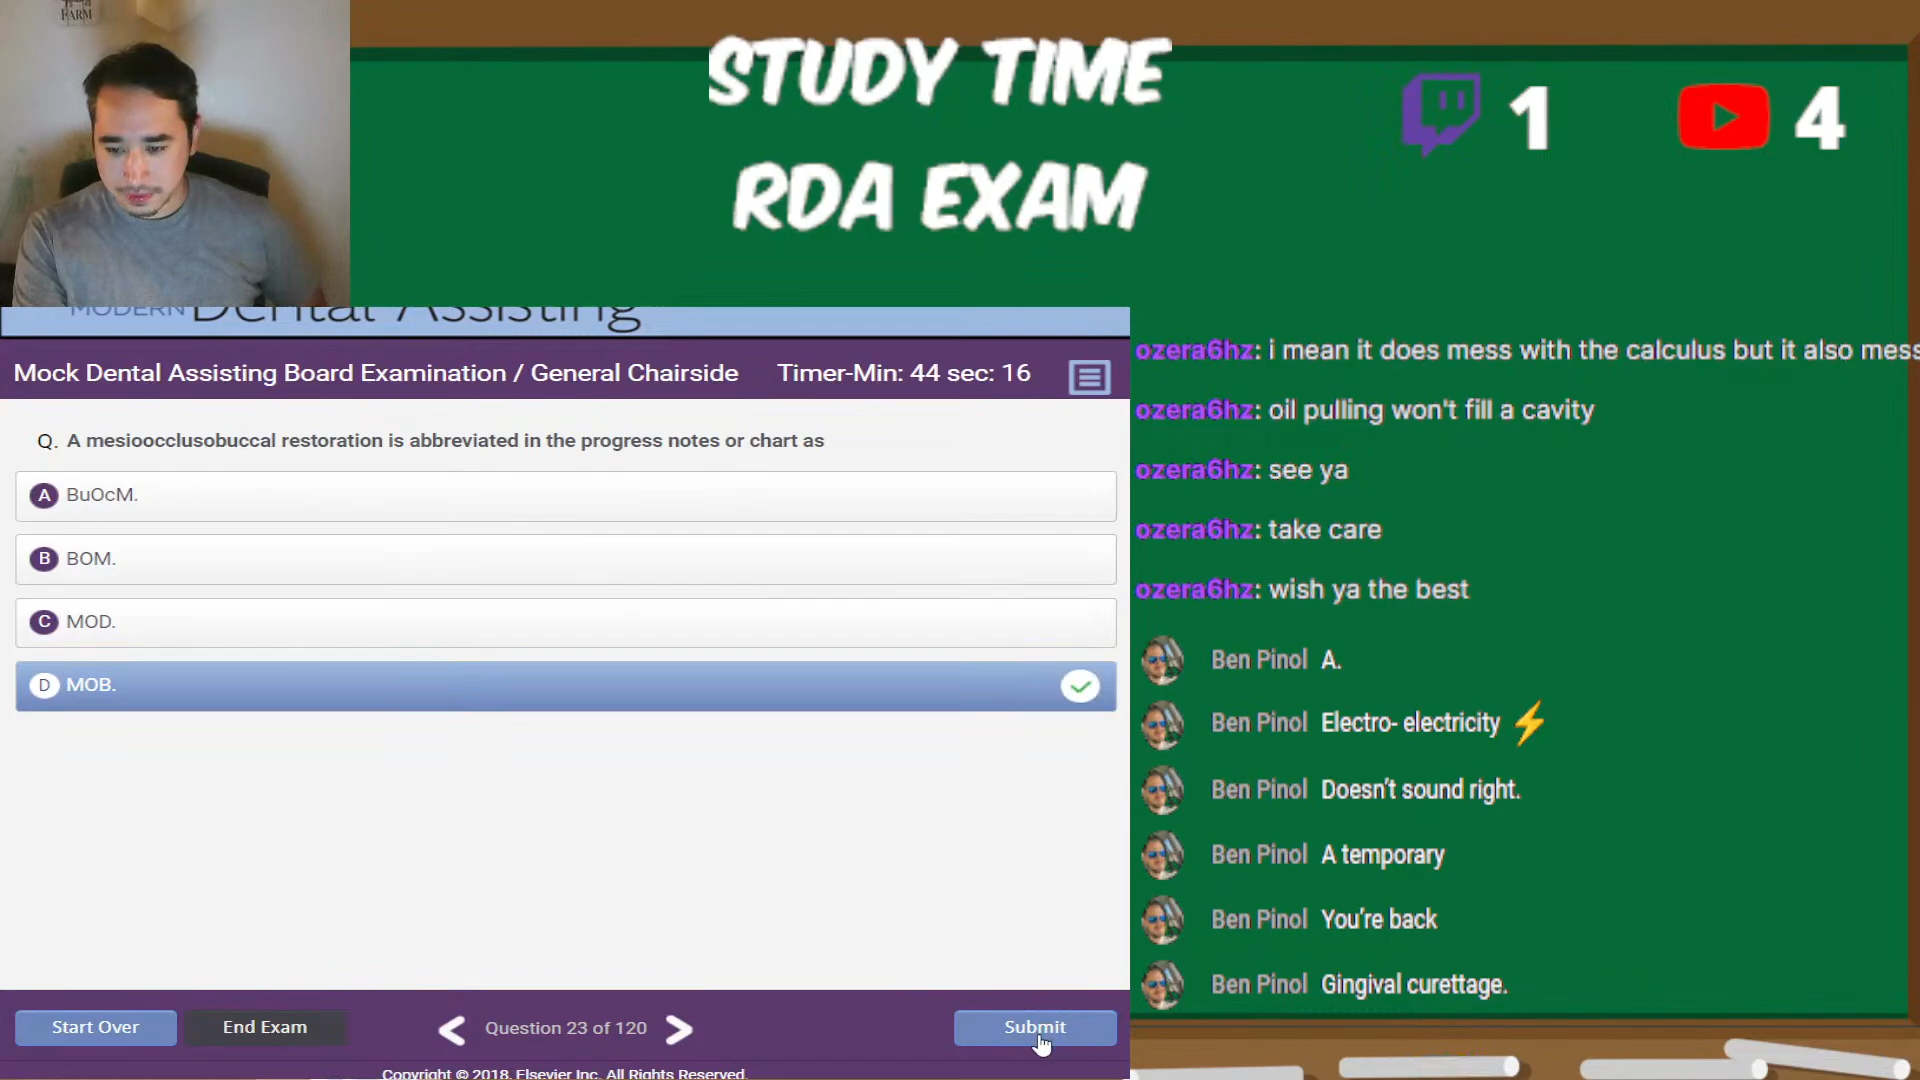 FARM
STUDY TIME
RDA EXAM
1
4
MODERN Dental Assisting
Mock Dental Assisting Board Examination / General Chairside Timer-Min: 44 sec: 16
Q. A mesioocclusobuccal restoration is abbreviated in the progress notes or chart as
A BuOcM.
B BOM.
C MOD.
D MOB.
Start Over
End Exam
Question 23 of 120
Submit
Copyright © 2018, Elsevier Inc. All Rights Reserved.
ozera6hz: i mean it does mess with the calculus but it also mess
ozera6hz: oil pulling won't fill a cavity
ozera6hz: see ya
ozera6hz: take care
ozera6hz: wish ya the best
Ben Pinol A.
Ben Pinol Electro- electricity ⚡
Ben Pinol Doesn't sound right.
Ben Pinol A temporary
Ben Pinol You're back
Ben Pinol Gingival curettage.